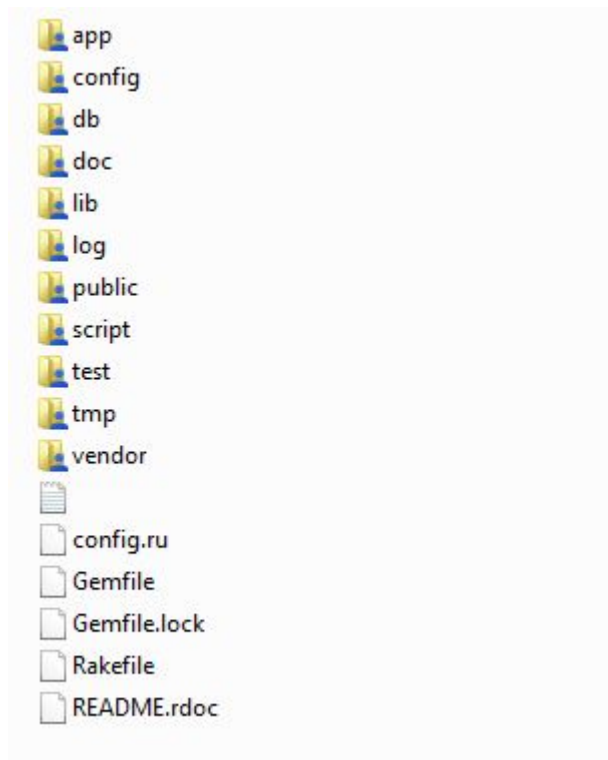 app
config
db
doc
lib
log
public
script
test
tmp
vendor
config.ru
Gemfile
Gemfile.lock
Rakefile
README.rdoc